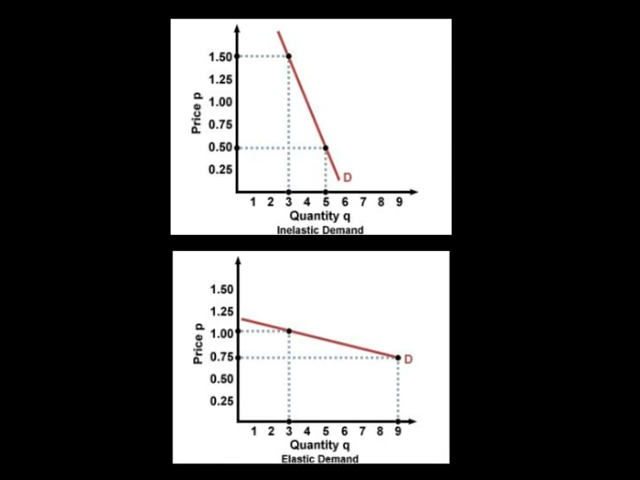 1.50
1.25
1.00
0.75
0.50
0.25
Price p
D
1 2 3 4 5 6 7 8 9
Quantity q
Inelastic Demand
1.50
1.25
1.00
0.75
0.50
0.25
Price p
D
1 2 3 4 5 6 7 8 9
Quantity q
Elastic Demand